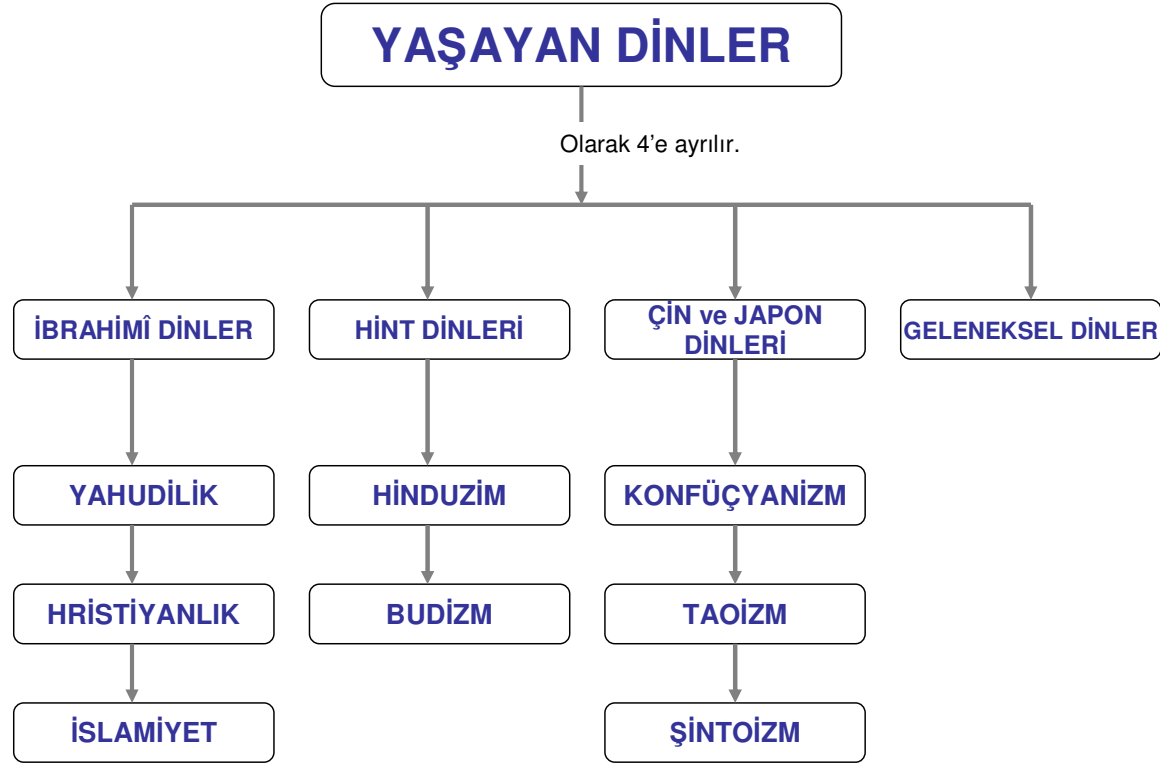 YAŞAYAN DİNLER
Olarak 4’e ayrılır.
İBRAHİMÎ DİNLER
HİNT DİNLERİ
ÇİN ve JAPON
DİNLERİ
GELENEKSEL DİNLER
YAHUDİLİK
HİNDUZİM
KONFÜÇYANİZM
HRİSTİYANLIK
BUDİZM
TAOİZM
İSLAMİYET
ŞİNTOİZM